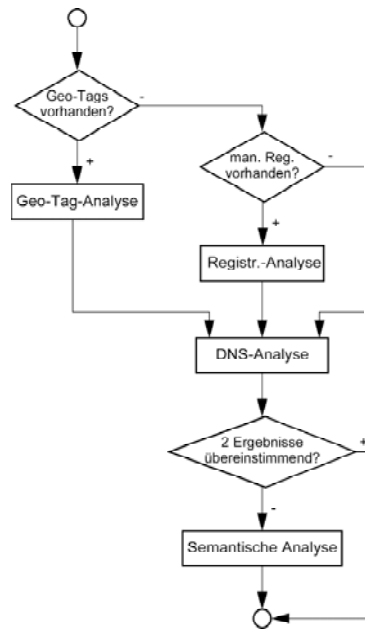 Geo-Tags
vorhanden?
-
+
man. Reg.
vorhanden?
-
+
Geo-Tag-Analyse
Registr.-Analyse
DNS-Analyse
2 Ergebnisse
übereinstimmend?
+
-
Semantische Analyse